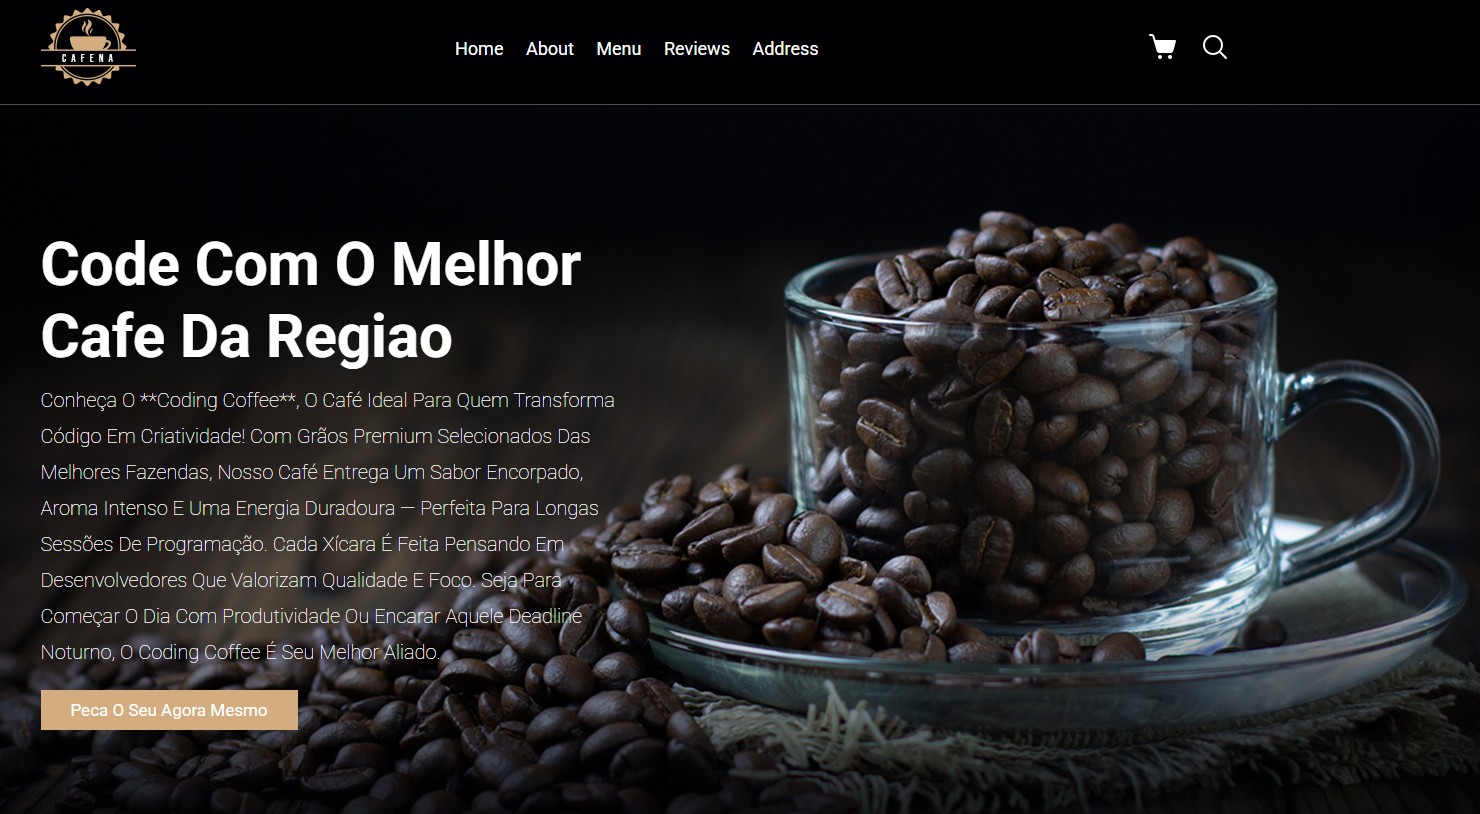 CAFENA
Home About Menu Reviews Address
Code Com O Melhor
Cafe Da Regiao
Conheça O **Coding Coffee**, O Café Ideal Para Quem Transforma
Código Em Criatividade! Com Grãos Premium Selecionados Das
Melhores Fazendas, Nosso Café Entrega Um Sabor Encorpado,
Aroma Intenso E Uma Energia Duradoura — Perfeita Para Longas
Sessões De Programação. Cada Xícara É Feita Pensando Em
Desenvolvedores Que Valorizam Qualidade E Foco. Seja Para
Começar O Dia Com Produtividade Ou Encarar Aquele Deadline
Noturno, O Coding Coffee É Seu Melhor Aliado.
Peca O Seu Agora Mesmo